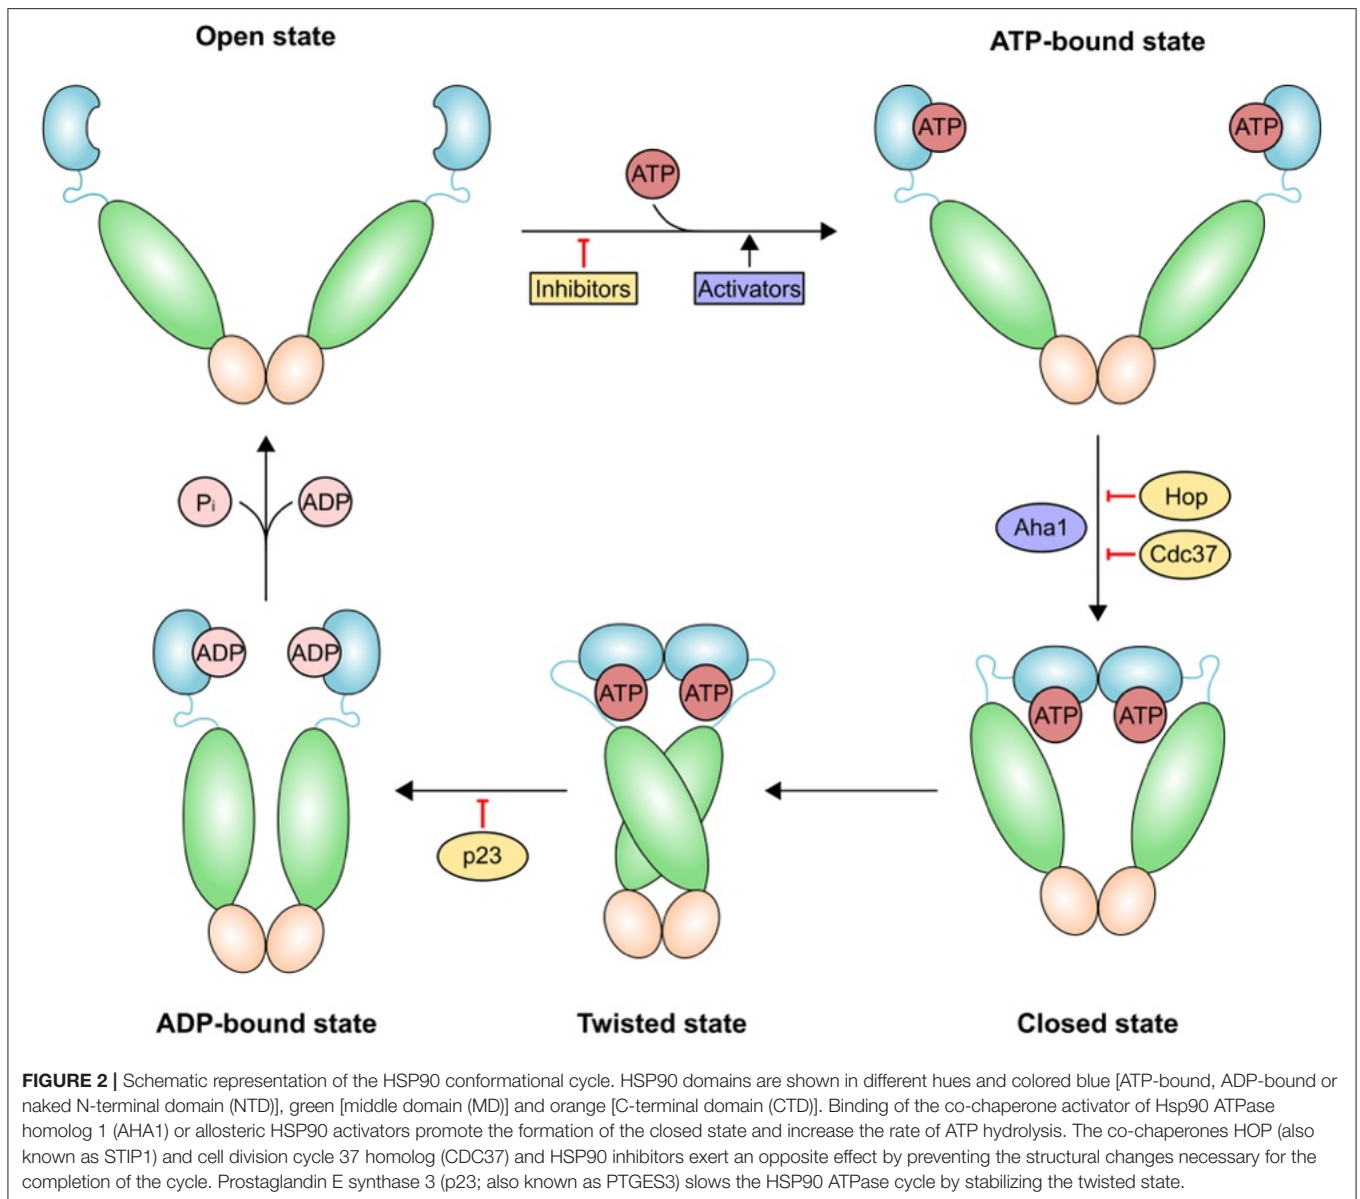 Open state
ATP-bound state
ATP
ATP
ATP
Inhibitors
Activators
Pi
ADP
Aha1
Hop
Cdc37
ADP
ADP
ATP
ATP
ATP
ATP
p23
ADP-bound state
Twisted state
Closed state
FIGURE 2 | Schematic representation of the HSP90 conformational cycle. HSP90 domains are shown in different hues and colored blue [ATP-bound, ADP-bound or
naked N-terminal domain (NTD)], green [middle domain (MD)] and orange [C-terminal domain (CTD)]. Binding of the co-chaperone activator of Hsp90 ATPase
homolog 1 (AHA1) or allosteric HSP90 activators promote the formation of the closed state and increase the rate of ATP hydrolysis. The co-chaperones HOP (also
known as STIP1) and cell division cycle 37 homolog (CDC37) and HSP90 inhibitors exert an opposite effect by preventing the structural changes necessary for the
completion of the cycle. Prostaglandin E synthase 3 (p23; also known as PTGES3) slows the HSP90 ATPase cycle by stabilizing the twisted state.